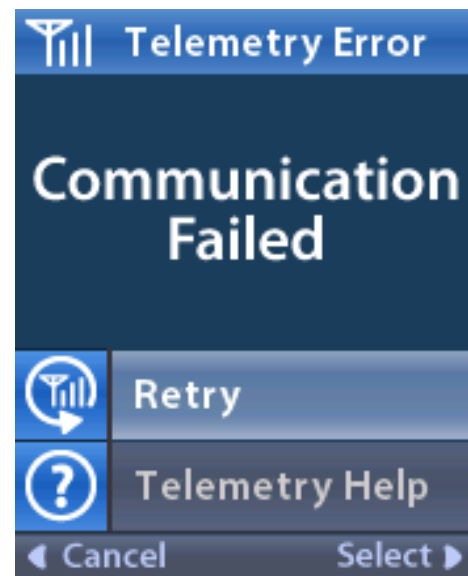 Telemetry Error
Communication
Failed
Retry
?
Telemetry Help
Cancel Select